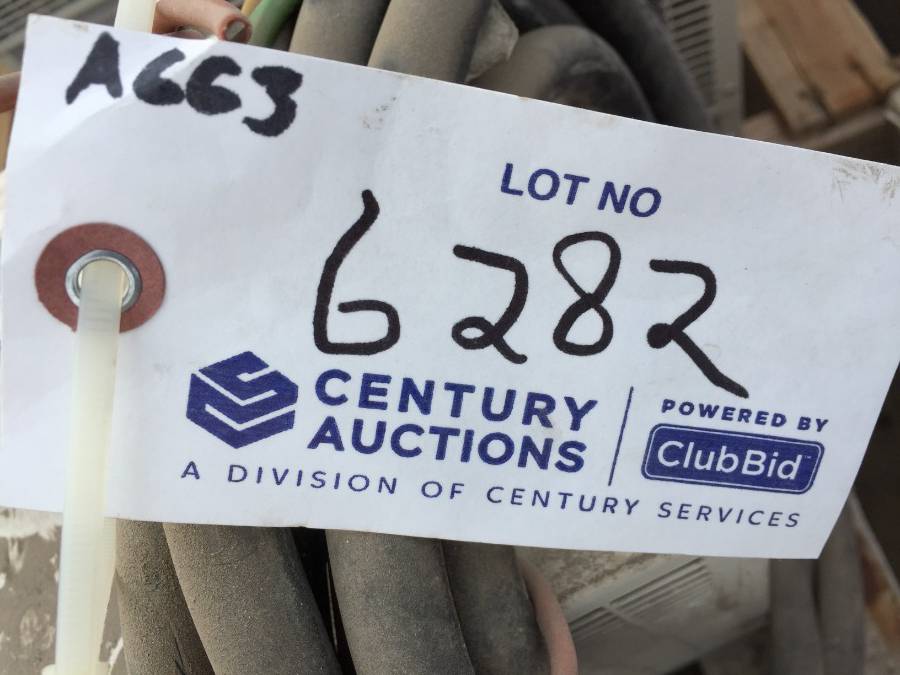 A663
LOT NO
6282
CENTURY
AUCTIONS
POWERED BY
ClubBid
A DIVISION OF CENTURY SERVICES